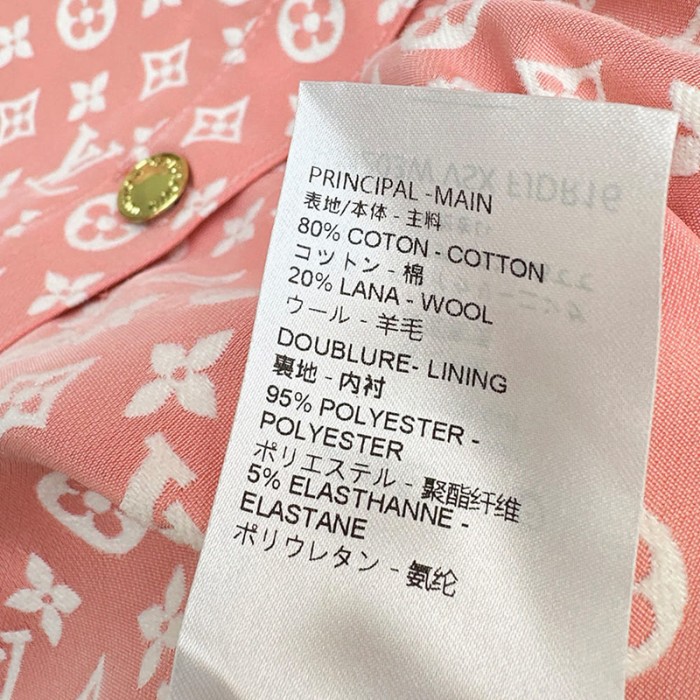 PRINCIPAL -MAIN
表地/本体 - 主料
80% COTON - COTTON
コットン - 棉
20% LANA - WOOL
ウール - 羊毛
DOUBLURE- LINING
裏地 - 内衬
95% POLYESTER -
POLYESTER
ポリエステル - 聚酯纤维
5% ELASTHANNE -
ELASTANE
ポリウレタン - 氨纶